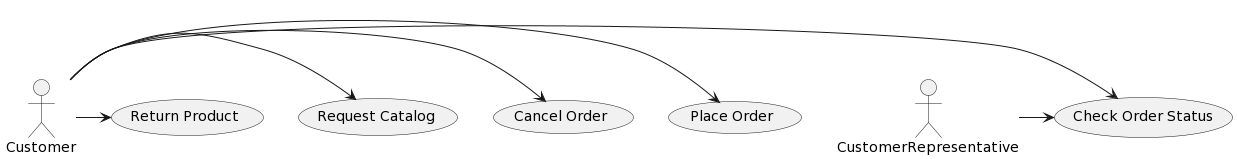 Return Product
Request Catalog
Cancel Order
Place Order
Check Order Status
Customer
CustomerRepresentative